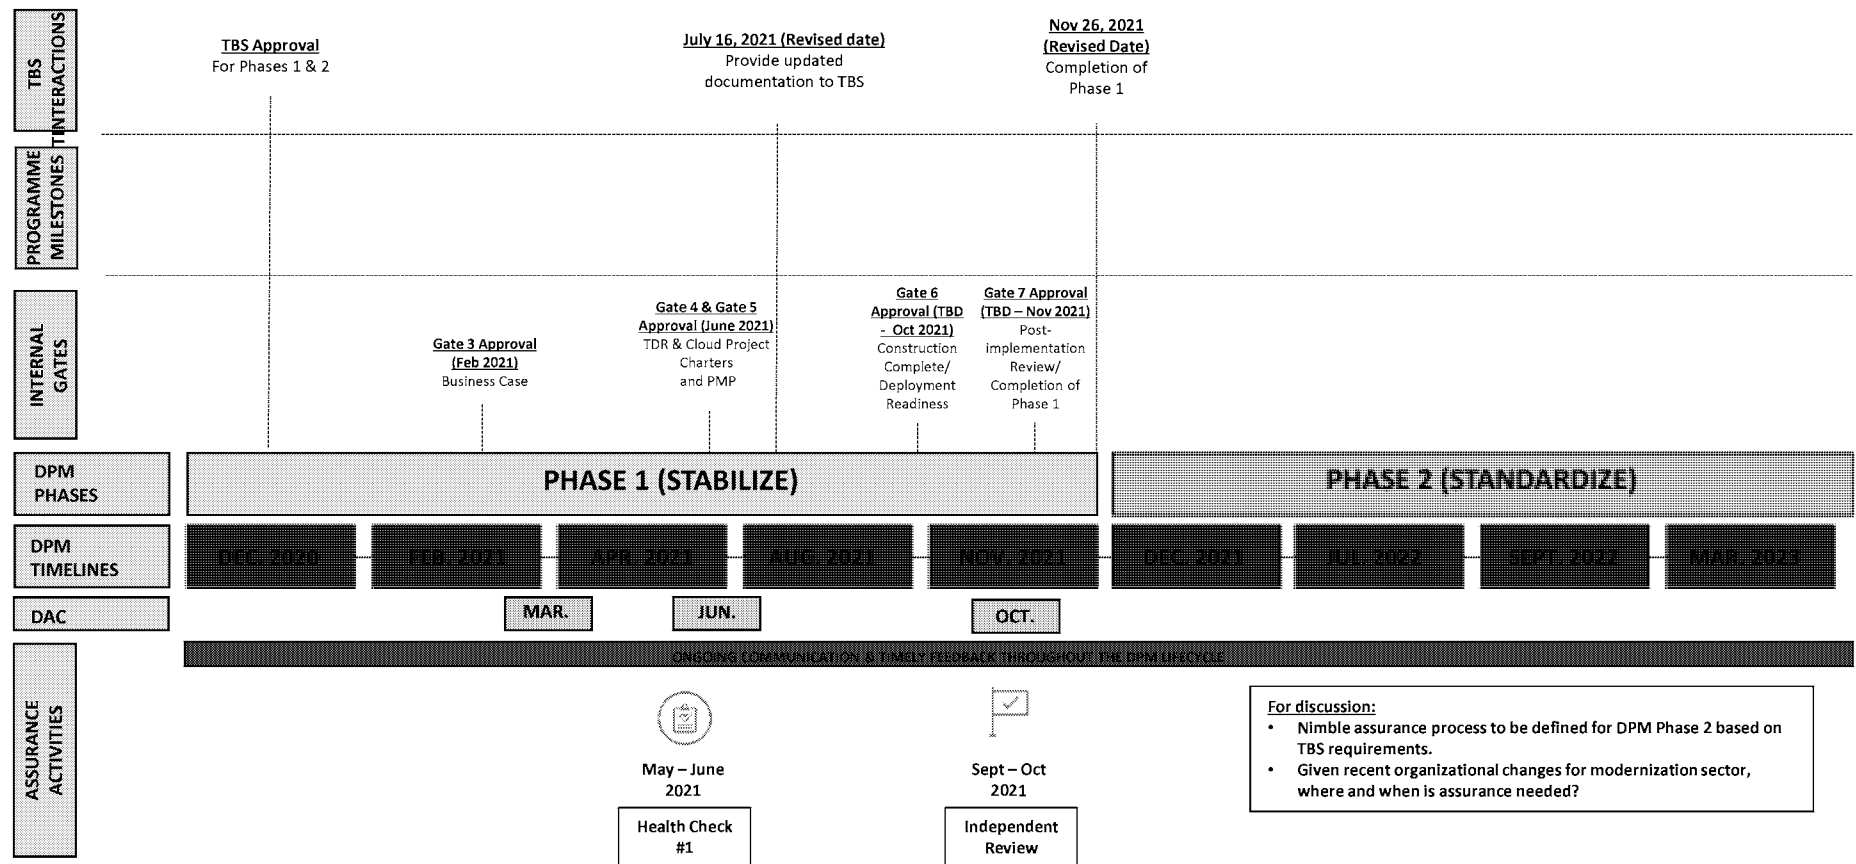 TBS
TINTERACTIONS
TBS Approval
For Phases 1 & 2
July 16, 2021 (Revised date)
Provide updated
documentation to TBS
Nov 26, 2021
(Revised Date)
Completion of
Phase 1
PROGRAMME
MILESTONES
INTERNAL
GATES
Gate 3 Approval
(Feb 2021)
Business Case
Gate 4 & Gate 5
Approval (June 2021)
TDR & Cloud Project
Charters
and PMP
Gate 6
Approval (TBD
- Oct 2021)
Construction
Complete/
Deployment
Readiness
Gate 7 Approval
(TBD – Nov 2021)
Post-
implementation
Review/
Completion of
Phase 1
DPM
PHASES
PHASE 1 (STABILIZE)
PHASE 2 (STANDARDIZE)
DPM
TIMELINES
DEC. 2020
FEB. 2021
APR. 2021
AUG. 2021
NOV. 2021
DEC. 2021
JUL. 2022
SEPT. 2022
MAR. 2023
DAC
MAR.
JUN.
OCT.
ONGOING COMMUNICATION & TIMELY FEEDBACK THROUGHOUT THE DPM LIFECYCLE
ASSURANCE
ACTIVITIES
May – June
2021
Health Check
#1
Sept – Oct
2021
Independent
Review
For discussion:
• Nimble assurance process to be defined for DPM Phase 2 based on
TBS requirements.
• Given recent organizational changes for modernization sector,
where and when is assurance needed?